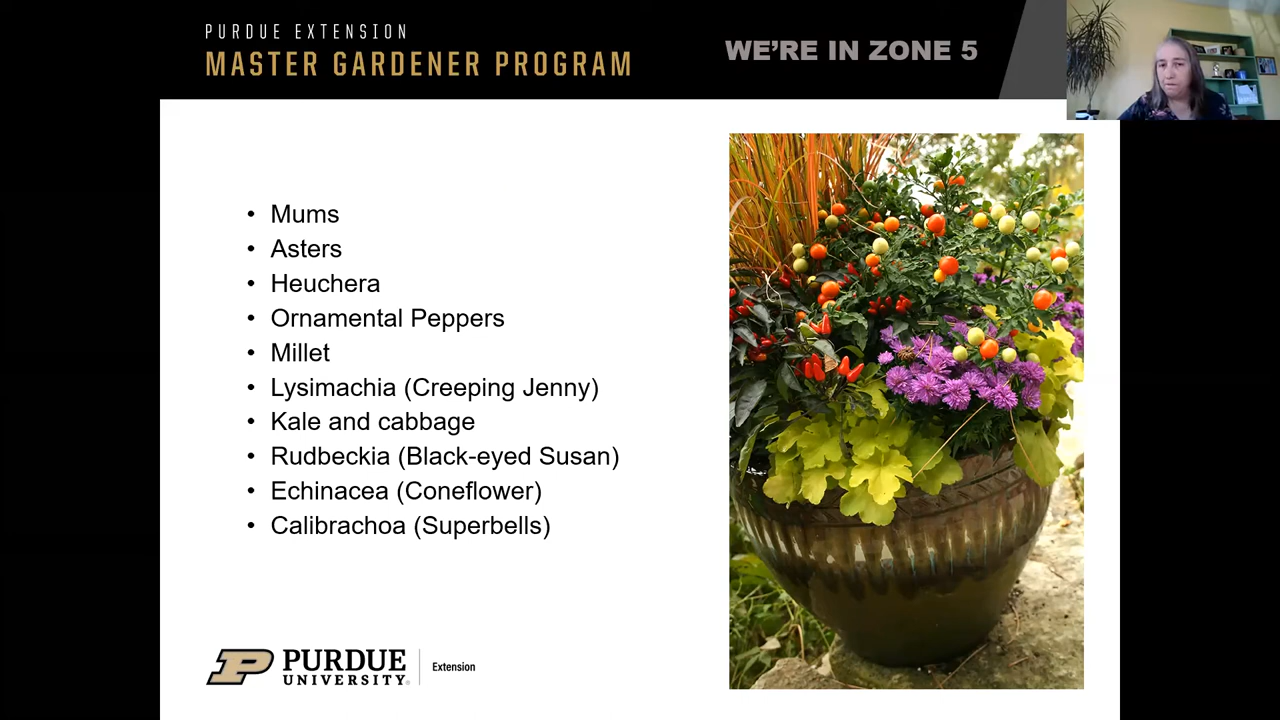 PURDUE EXTENSION
MASTER GARDENER PROGRAM
WE'RE IN ZONE 5
• Mums
• Asters
• Heuchera
• Ornamental Peppers
• Millet
• Lysimachia (Creeping Jenny)
• Kale and cabbage
• Rudbeckia (Black-eyed Susan)
• Echinacea (Coneflower)
• Calibrachoa (Superbells)
P PURDUE UNIVERSITY® | Extension